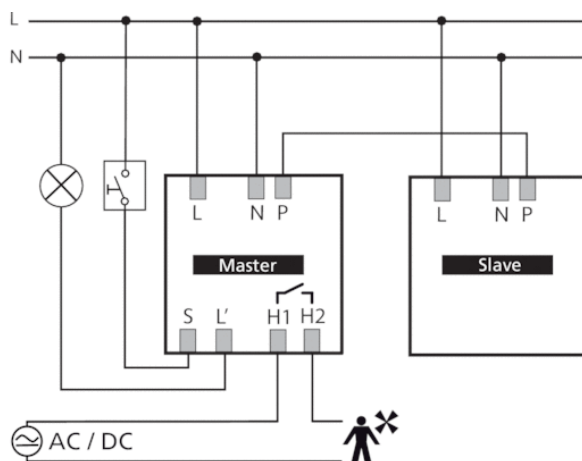 L
N
L N P
L N P
Master
Slave
S L' H1 H2
AC / DC